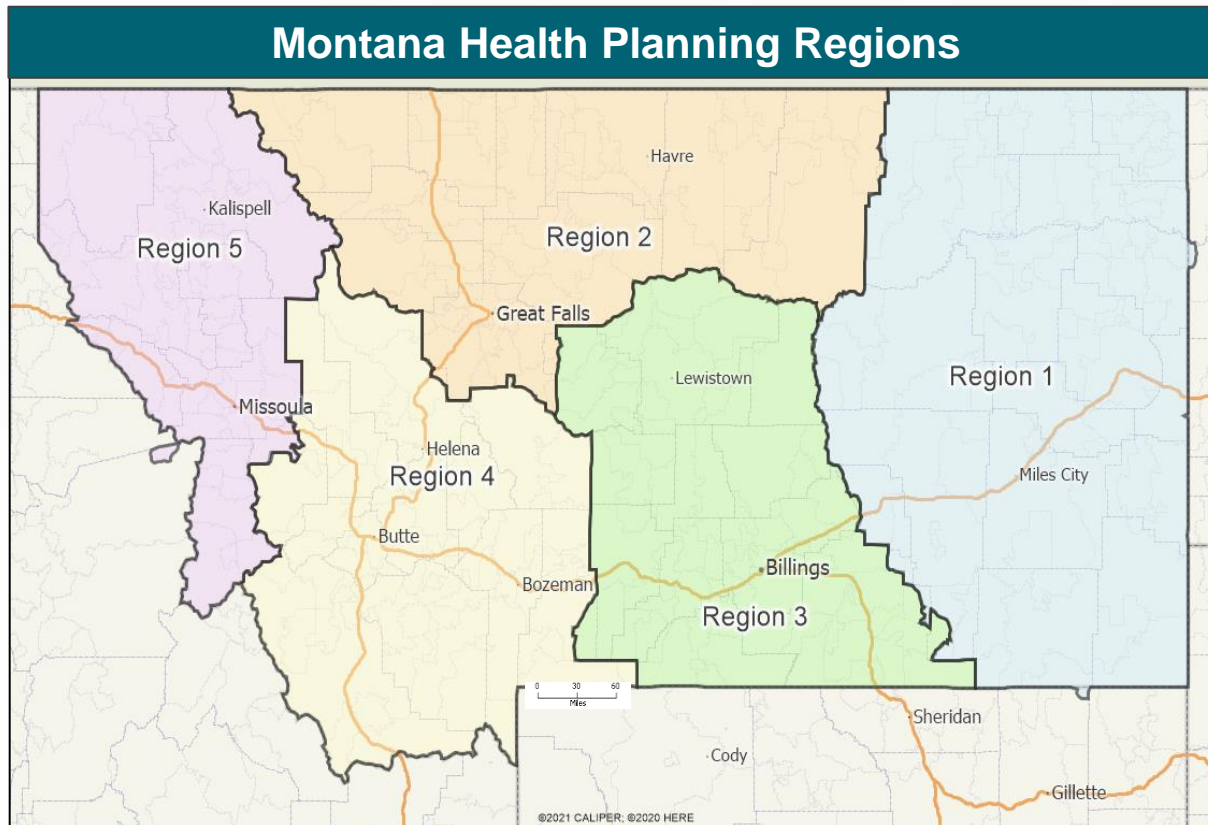 Montana Health Planning Regions
Havre
Kalispell
Region 5
Region 2
Great Falls
Lewistown
Region 1
Missoula
Helena
Region 4
Miles City
Butte
Billings
Bozeman
Region 3
0 30 60
Miles
Sheridan
Cody
Gillette
©2021 CALIPER; ©2020 HERE